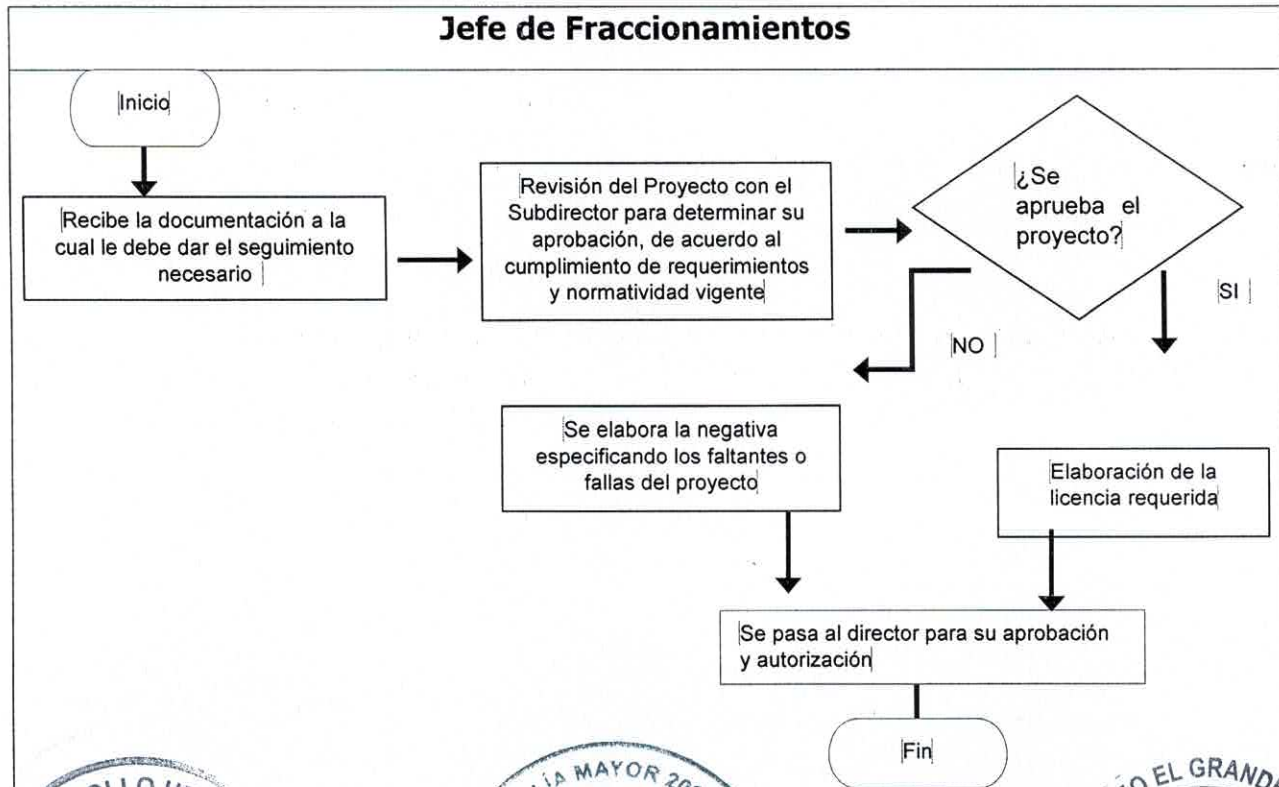 Jefe de Fraccionamientos
Inicio
Recibe la documentación a la
cual le debe dar el seguimiento
necesario
Revisión del Proyecto con el
Subdirector para determinar su
aprobación, de acuerdo al
cumplimiento de requerimientos
y normatividad vigente
¿Se
aprueba el
proyecto?
SI
NO
Se elabora la negativa
especificando los faltantes o
fallas del proyecto
Elaboración de la
licencia requerida
Se pasa al director para su aprobación
y autorización
Fin
MAYOR
EL GRANDE